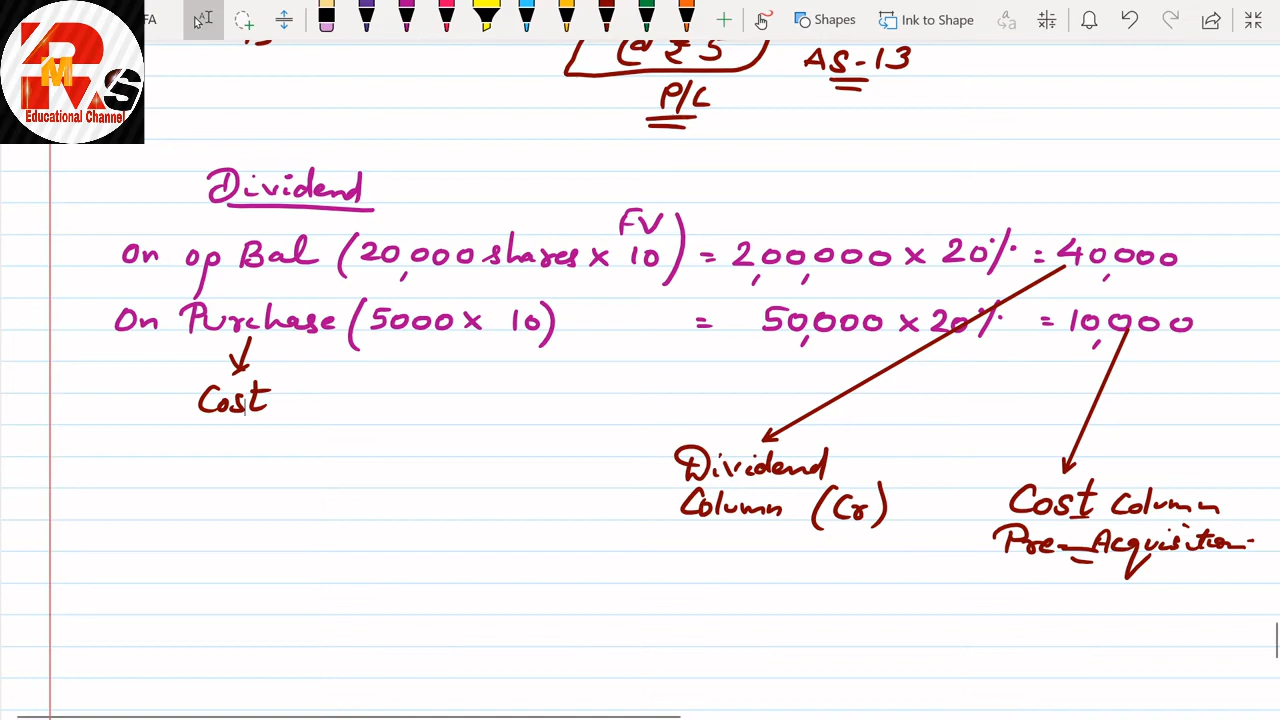 FA
Shapes
Ink to Shape
RMS
Educational Channel
@ ₹ 5
AS-13
P/L
Dividend
FV
On op Bal (20,000 shares × 10) = 2,00,000 × 20% = 40,000
On Purchase (5000 × 10) = 50,000 × 20% = 10,000
Cost
Dividend
Column (Cr)
Cost Column
Pre-Acquisition